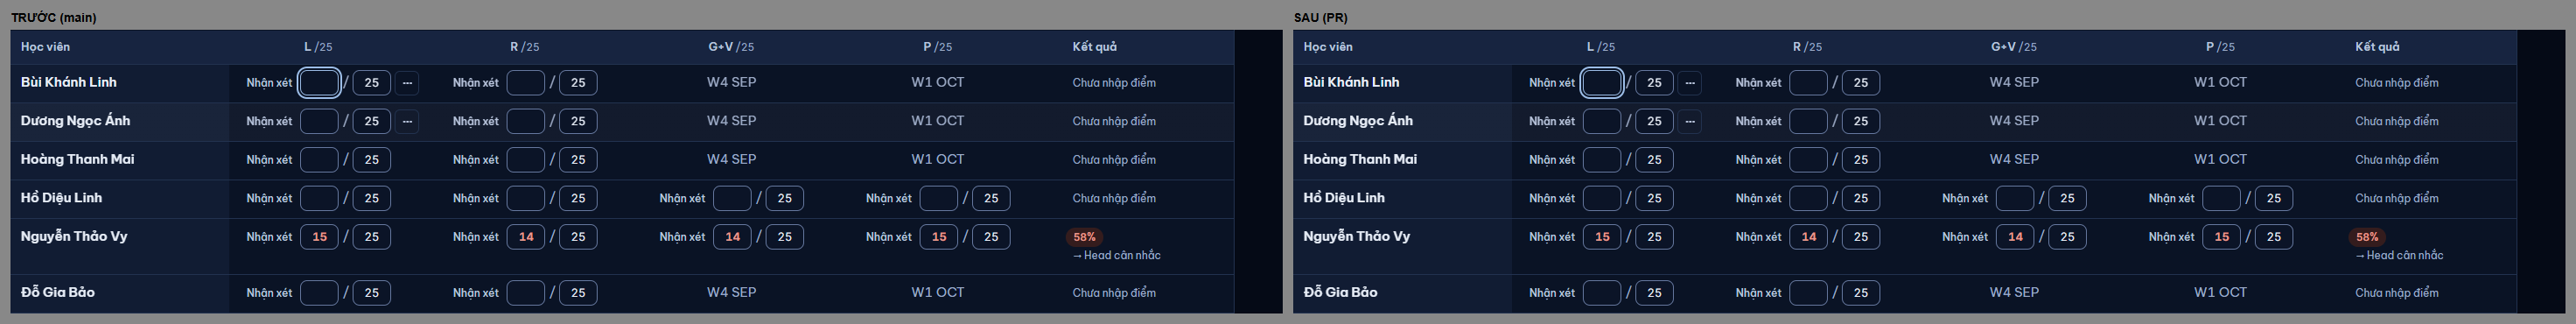 TRƯỚC (main)
Học viên L /25 R /25 G+V /25 P /25 Kết quả
Bùi Khánh Linh Nhận xét / 25 --- Nhận xét / 25 W4 SEP W1 OCT Chưa nhập điểm
Dương Ngọc Ánh Nhận xét / 25 --- Nhận xét / 25 W4 SEP W1 OCT Chưa nhập điểm
Hoàng Thanh Mai Nhận xét / 25 Nhận xét / 25 W4 SEP W1 OCT Chưa nhập điểm
Hồ Diệu Linh Nhận xét / 25 Nhận xét / 25 Nhận xét / 25 Nhận xét / 25 Chưa nhập điểm
Nguyễn Thảo Vy Nhận xét 15 / 25 Nhận xét 14 / 25 Nhận xét 14 / 25 Nhận xét 15 / 25 58%
→ Head cân nhắc
Đỗ Gia Bảo Nhận xét / 25 Nhận xét / 25 W4 SEP W1 OCT Chưa nhập điểm
SAU (PR)
Học viên L /25 R /25 G+V /25 P /25 Kết quả
Bùi Khánh Linh Nhận xét / 25 --- Nhận xét / 25 W4 SEP W1 OCT Chưa nhập điểm
Dương Ngọc Ánh Nhận xét / 25 --- Nhận xét / 25 W4 SEP W1 OCT Chưa nhập điểm
Hoàng Thanh Mai Nhận xét / 25 Nhận xét / 25 W4 SEP W1 OCT Chưa nhập điểm
Hồ Diệu Linh Nhận xét / 25 Nhận xét / 25 Nhận xét / 25 Nhận xét / 25 Chưa nhập điểm
Nguyễn Thảo Vy Nhận xét 15 / 25 Nhận xét 14 / 25 Nhận xét 14 / 25 Nhận xét 15 / 25 58%
→ Head cân nhắc
Đỗ Gia Bảo Nhận xét / 25 Nhận xét / 25 W4 SEP W1 OCT Chưa nhập điểm